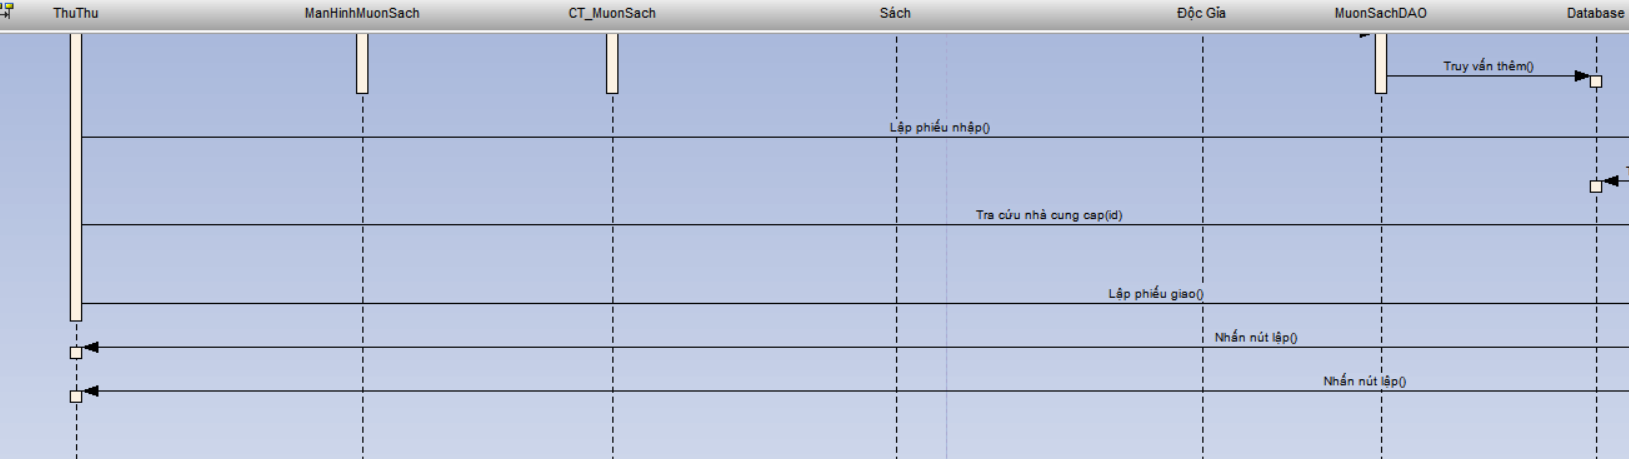 ThuThu
ManHinhMuonSach
CT_MuonSach
Sách
Độc Gỉa
MuonSachDAO
Database
Truy vấn thêm()
Lập phiếu nhập()
Tra cứu nhà cung cap(id)
Lập phiếu giao()
Nhấn nút lập()
Nhấn nút lập()